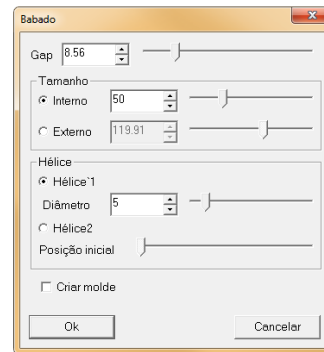 Babado
Gap 8.56
Tamanho
Interno 50
Externo 119.91
Hélice
Hélice`1
Diâmetro 5
Hélice2
Posição inicial
Criar molde
Ok Cancelar